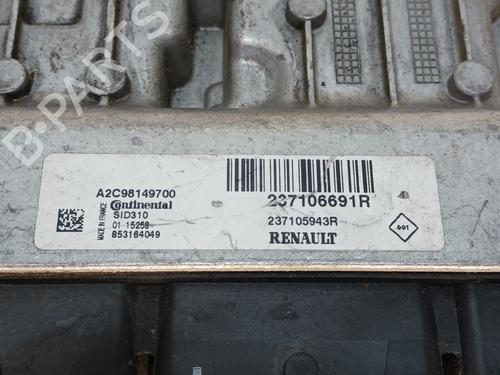 B-PARTS
A2C98149700
Continental
SID310
01 15258
853164049
MADE IN FRANCE
237106691R
237105943R
RENAULT
001